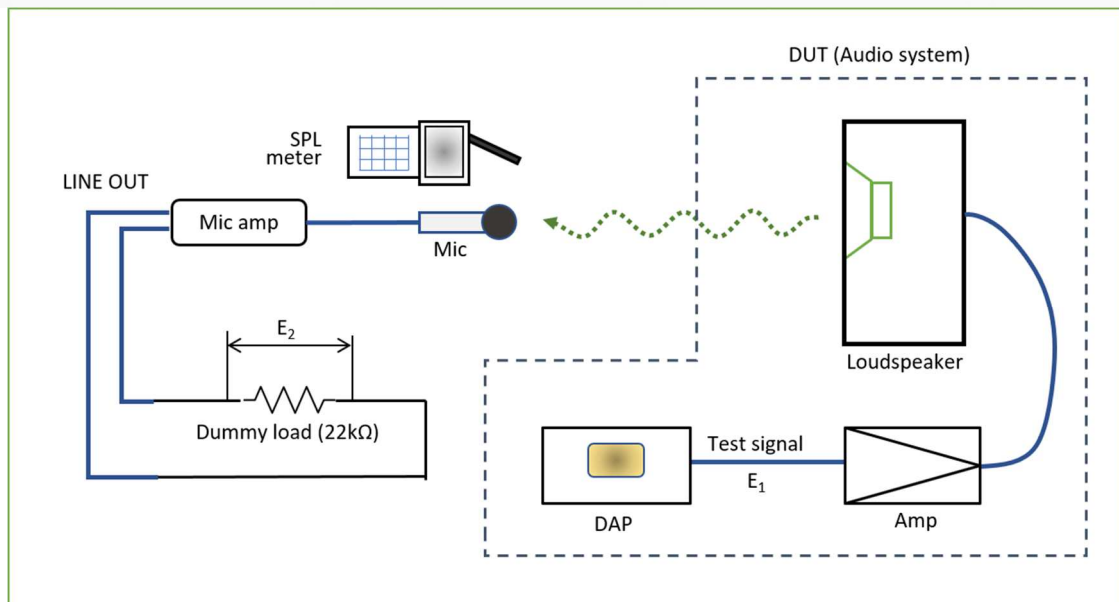 DUT (Audio system)
SPL
meter
LINE OUT
Mic amp
Mic
E₂
Dummy load (22kΩ)
Loudspeaker
Test signal
E₁
DAP
Amp